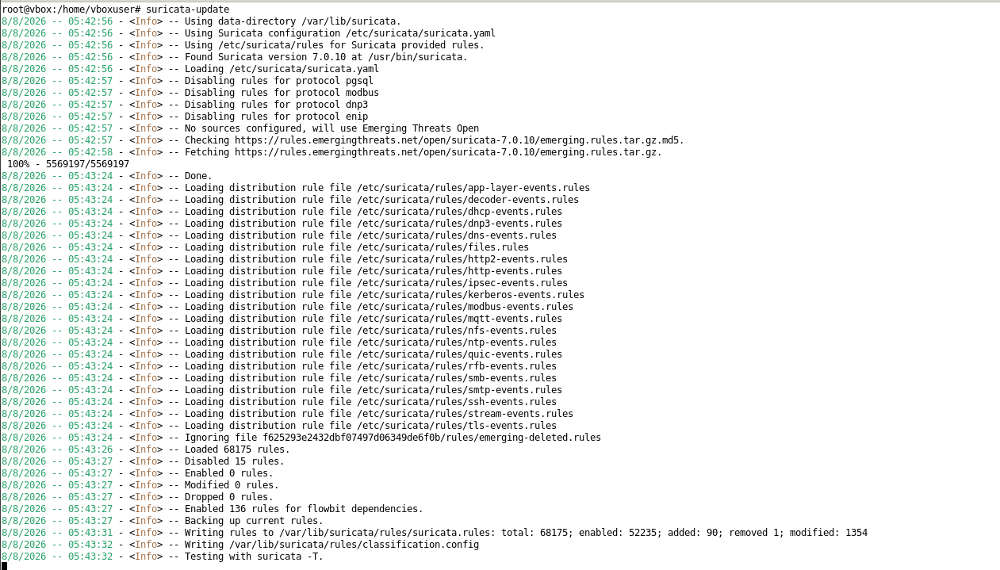 root@vbox:/home/vboxuser# suricata-update
8/8/2026 -- 05:42:56 - <Info> -- Using data-directory /var/lib/suricata.
8/8/2026 -- 05:42:56 - <Info> -- Using Suricata configuration /etc/suricata/suricata.yaml
8/8/2026 -- 05:42:56 - <Info> -- Using /etc/suricata/rules for Suricata provided rules.
8/8/2026 -- 05:42:56 - <Info> -- Found Suricata version 7.0.10 at /usr/bin/suricata.
8/8/2026 -- 05:42:56 - <Info> -- Loading /etc/suricata/suricata.yaml
8/8/2026 -- 05:42:57 - <Info> -- Disabling rules for protocol pgsql
8/8/2026 -- 05:42:57 - <Info> -- Disabling rules for protocol modbus
8/8/2026 -- 05:42:57 - <Info> -- Disabling rules for protocol dnp3
8/8/2026 -- 05:42:57 - <Info> -- Disabling rules for protocol enip
8/8/2026 -- 05:42:57 - <Info> -- No sources configured, will use Emerging Threats Open
8/8/2026 -- 05:42:57 - <Info> -- Checking https://rules.emergingthreats.net/open/suricata-7.0.10/emerging.rules.tar.gz.md5.
8/8/2026 -- 05:42:58 - <Info> -- Fetching https://rules.emergingthreats.net/open/suricata-7.0.10/emerging.rules.tar.gz.
100% - 5569197/5569197
8/8/2026 -- 05:43:24 - <Info> -- Done.
8/8/2026 -- 05:43:24 - <Info> -- Loading distribution rule file /etc/suricata/rules/app-layer-events.rules
8/8/2026 -- 05:43:24 - <Info> -- Loading distribution rule file /etc/suricata/rules/decoder-events.rules
8/8/2026 -- 05:43:24 - <Info> -- Loading distribution rule file /etc/suricata/rules/dhcp-events.rules
8/8/2026 -- 05:43:24 - <Info> -- Loading distribution rule file /etc/suricata/rules/dnp3-events.rules
8/8/2026 -- 05:43:24 - <Info> -- Loading distribution rule file /etc/suricata/rules/dns-events.rules
8/8/2026 -- 05:43:24 - <Info> -- Loading distribution rule file /etc/suricata/rules/files.rules
8/8/2026 -- 05:43:24 - <Info> -- Loading distribution rule file /etc/suricata/rules/http2-events.rules
8/8/2026 -- 05:43:24 - <Info> -- Loading distribution rule file /etc/suricata/rules/http-events.rules
8/8/2026 -- 05:43:24 - <Info> -- Loading distribution rule file /etc/suricata/rules/ipsec-events.rules
8/8/2026 -- 05:43:24 - <Info> -- Loading distribution rule file /etc/suricata/rules/kerberos-events.rules
8/8/2026 -- 05:43:24 - <Info> -- Loading distribution rule file /etc/suricata/rules/modbus-events.rules
8/8/2026 -- 05:43:24 - <Info> -- Loading distribution rule file /etc/suricata/rules/mqtt-events.rules
8/8/2026 -- 05:43:24 - <Info> -- Loading distribution rule file /etc/suricata/rules/nfs-events.rules
8/8/2026 -- 05:43:24 - <Info> -- Loading distribution rule file /etc/suricata/rules/ntp-events.rules
8/8/2026 -- 05:43:24 - <Info> -- Loading distribution rule file /etc/suricata/rules/quic-events.rules
8/8/2026 -- 05:43:24 - <Info> -- Loading distribution rule file /etc/suricata/rules/rfb-events.rules
8/8/2026 -- 05:43:24 - <Info> -- Loading distribution rule file /etc/suricata/rules/smb-events.rules
8/8/2026 -- 05:43:24 - <Info> -- Loading distribution rule file /etc/suricata/rules/smtp-events.rules
8/8/2026 -- 05:43:24 - <Info> -- Loading distribution rule file /etc/suricata/rules/ssh-events.rules
8/8/2026 -- 05:43:24 - <Info> -- Loading distribution rule file /etc/suricata/rules/stream-events.rules
8/8/2026 -- 05:43:24 - <Info> -- Loading distribution rule file /etc/suricata/rules/tls-events.rules
8/8/2026 -- 05:43:24 - <Info> -- Ignoring file f625293e2432dbf07497d06349de6f0b/rules/emerging-deleted.rules
8/8/2026 -- 05:43:26 - <Info> -- Loaded 68175 rules.
8/8/2026 -- 05:43:27 - <Info> -- Disabled 15 rules.
8/8/2026 -- 05:43:27 - <Info> -- Enabled 0 rules.
8/8/2026 -- 05:43:27 - <Info> -- Modified 0 rules.
8/8/2026 -- 05:43:27 - <Info> -- Dropped 0 rules.
8/8/2026 -- 05:43:27 - <Info> -- Enabled 136 rules for flowbit dependencies.
8/8/2026 -- 05:43:27 - <Info> -- Backing up current rules.
8/8/2026 -- 05:43:31 - <Info> -- Writing rules to /var/lib/suricata/rules/suricata.rules: total: 68175; enabled: 52235; added: 90; removed 1; modified: 1354
8/8/2026 -- 05:43:32 - <Info> -- Writing /var/lib/suricata/rules/classification.config
8/8/2026 -- 05:43:32 - <Info> -- Testing with suricata -T.